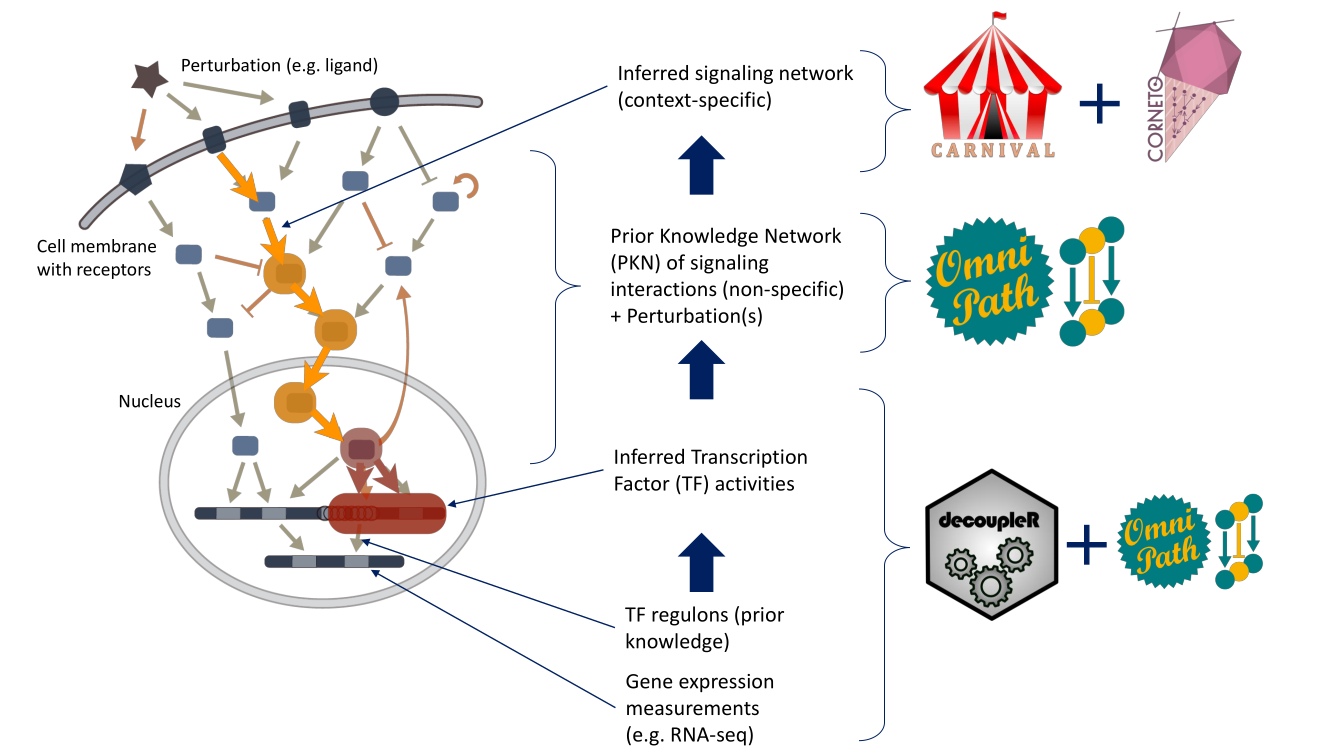 Perturbation (e.g. ligand)
Cell membrane
with receptors
Nucleus
Inferred signaling network
(context-specific)
Prior Knowledge Network
(PKN) of signaling
interactions (non-specific)
+ Perturbation(s)
Inferred Transcription
Factor (TF) activities
TF regulons (prior
knowledge)
Gene expression
measurements
(e.g. RNA-seq)
CARNIVAL
+
CORNETO
Omni
Path
decoupleR
+
Omni
Path